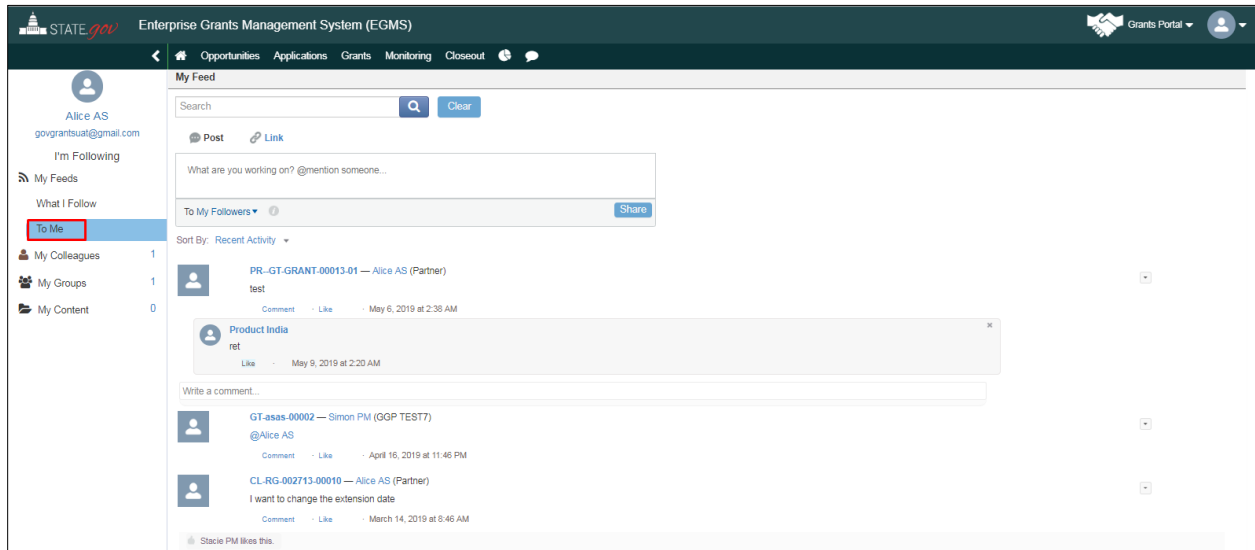 STATE.gov Enterprise Grants Management System (EGMS) Grants Portal
Opportunities Applications Grants Monitoring Closeout
Alice AS
govgrantsuat@gmail.com
I'm Following
My Feeds
What I Follow
To Me
My Colleagues 1
My Groups 1
My Content 0
My Feed
Search Clear
Post Link
What are you working on? @mention someone...
To My Followers Share
Sort By: Recent Activity
PR--GT-GRANT-00013-01 — Alice AS (Partner)
test
Comment · Like · May 6, 2019 at 2:38 AM
Product India
ret
Like · May 9, 2019 at 2:20 AM
Write a comment...
GT-asas-00002 — Simon PM (GGP TEST7)
@Alice AS
Comment · Like · April 16, 2019 at 11:46 PM
CL-RG-002713-00010 — Alice AS (Partner)
I want to change the extension date
Comment · Like · March 14, 2019 at 8:46 AM
Stacie PM likes this.